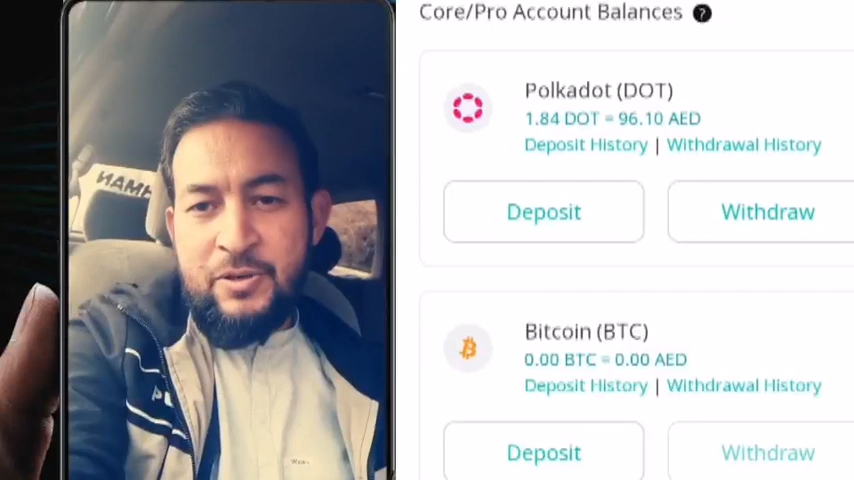 Core/Pro Account Balances ?
Polkadot (DOT)
1.84 DOT = 96.10 AED
Deposit History | Withdrawal History
Deposit
Withdraw
Bitcoin (BTC)
0.00 BTC = 0.00 AED
Deposit History | Withdrawal History
Deposit
Withdraw